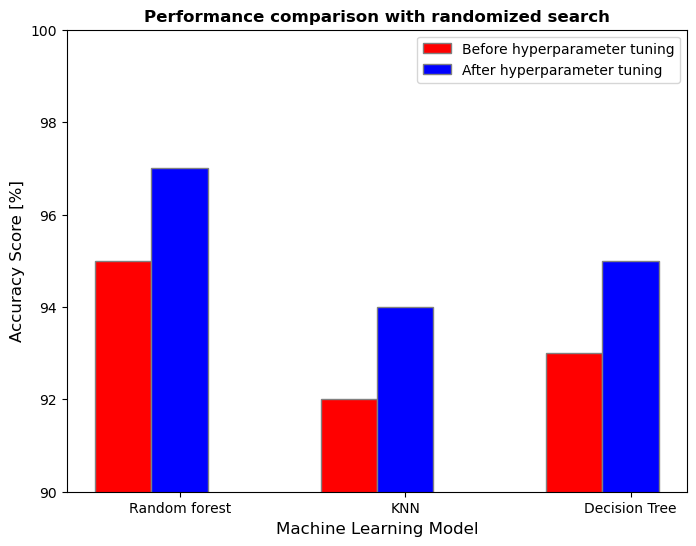 Performance comparison with randomized search
Before hyperparameter tuning
After hyperparameter tuning
Accuracy Score [%]
100
98
96
94
92
90
Random forest
KNN
Decision Tree
Machine Learning Model